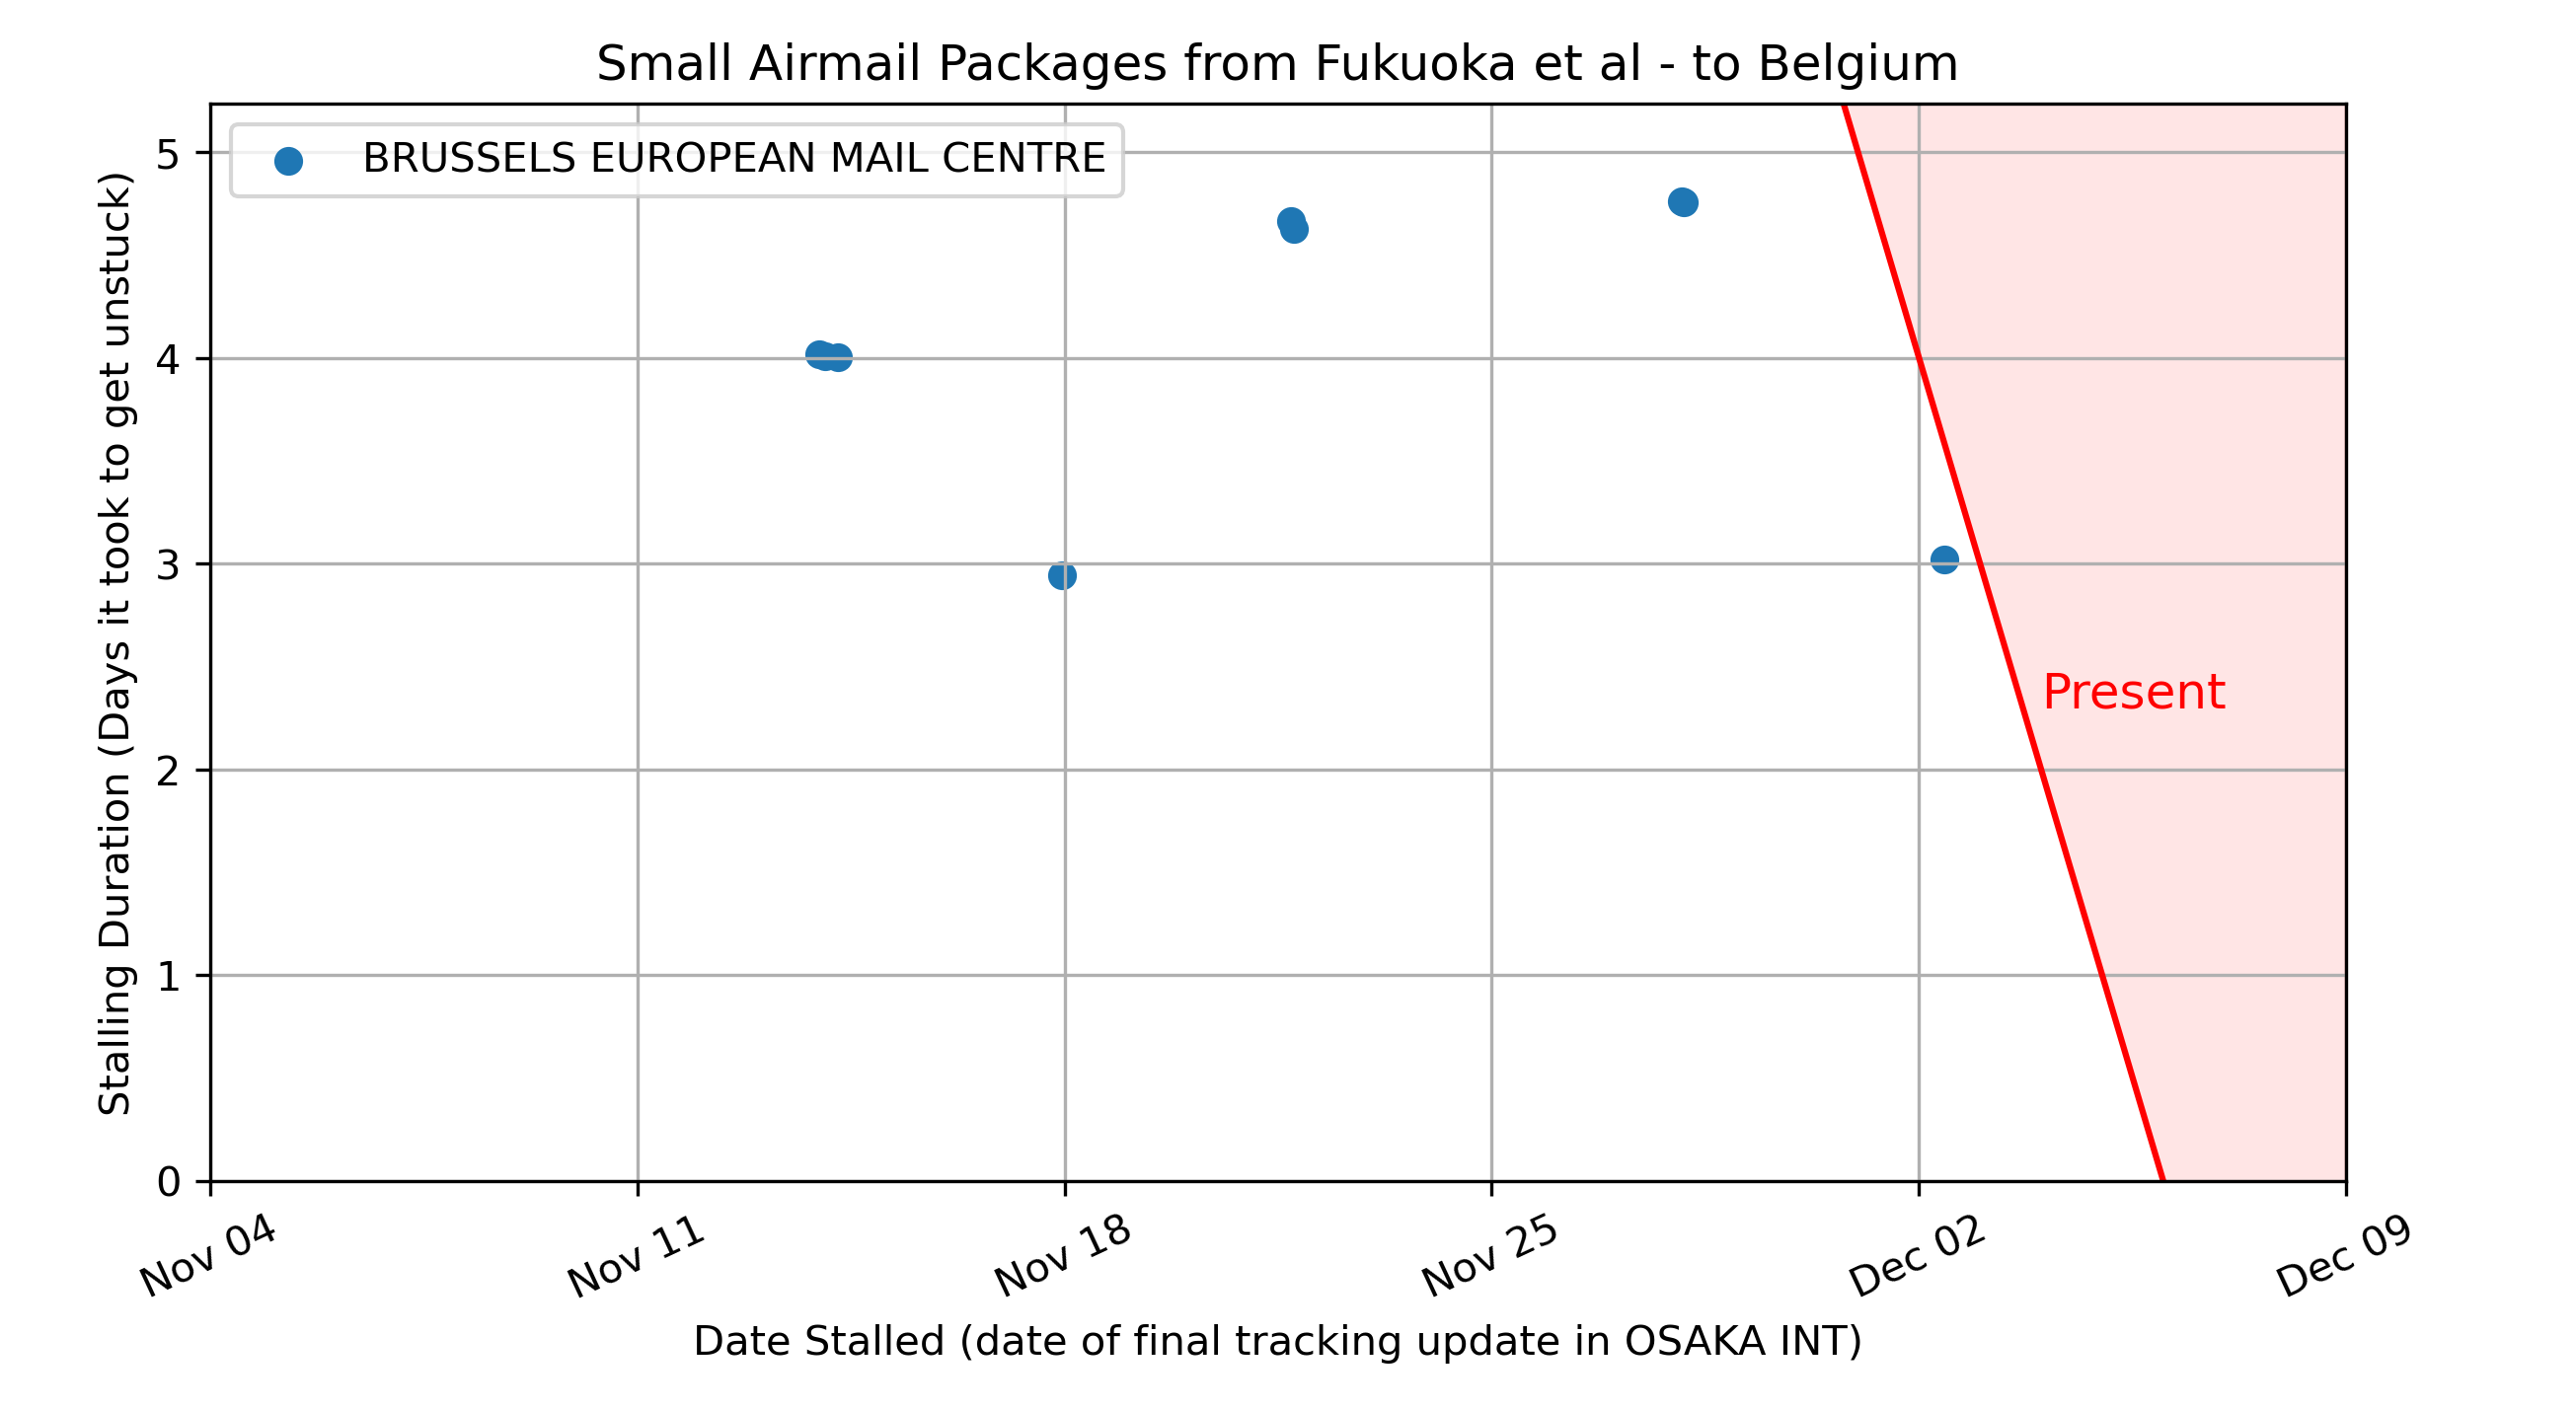 Small Airmail Packages from Fukuoka et al - to Belgium
BRUSSELS EUROPEAN MAIL CENTRE
Stalling Duration (Days it took to get unstuck)
5
4
3
2
1
0
Present
Nov 04
Nov 11
Nov 18
Nov 25
Dec 02
Dec 09
Date Stalled (date of final tracking update in OSAKA INT)